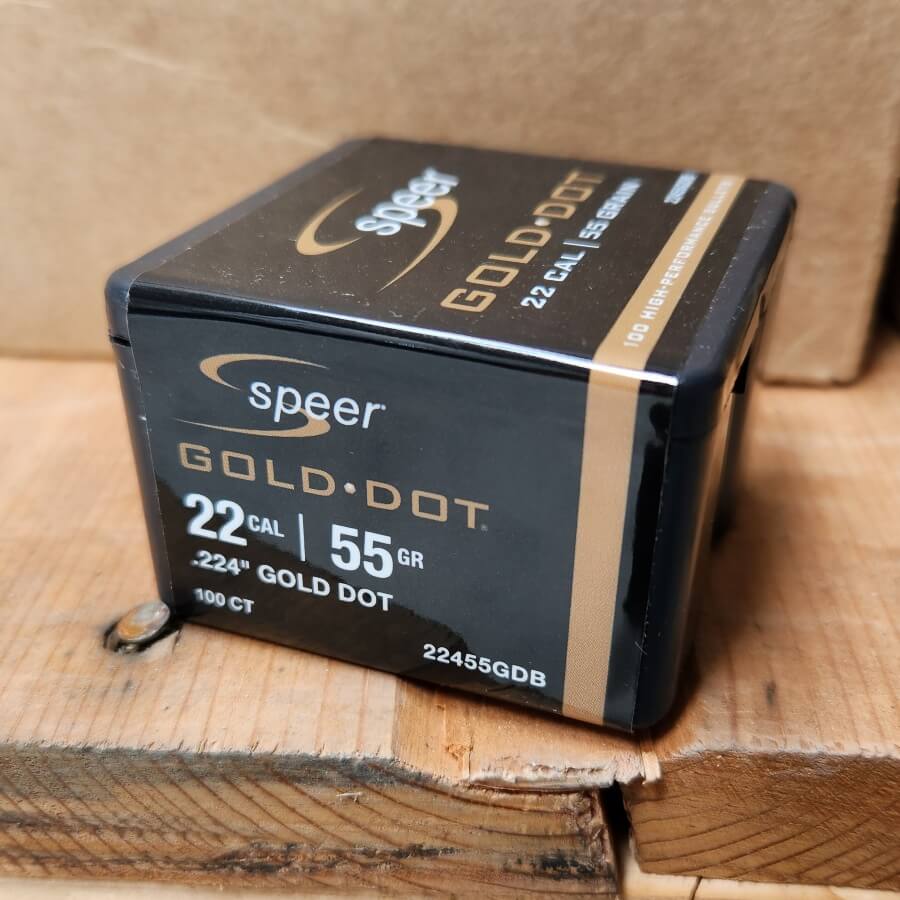 speer
GOLD·DOT
22 CAL | 55 GRAIN
100 HIGH-PERFORMANCE BULLETS
speer
GOLD·DOT®
22 CAL | 55 GR
.224" GOLD DOT
100 CT
22455GDB